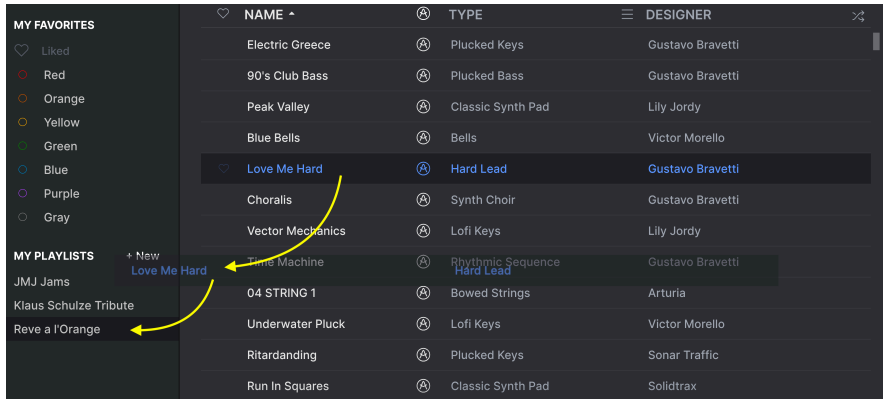 MY FAVORITES
Liked
Red
Orange
Yellow
Green
Blue
Purple
Gray
MY PLAYLISTS + New
JMJ Jams
Klaus Schulze Tribute
Reve a l'Orange
NAME TYPE DESIGNER
Electric Greece Plucked Keys Gustavo Bravetti
90's Club Bass Plucked Bass Gustavo Bravetti
Peak Valley Classic Synth Pad Lily Jordy
Blue Bells Bells Victor Morello
Love Me Hard Hard Lead Gustavo Bravetti
Choralis Synth Choir Gustavo Bravetti
Vector Mechanics Lofi Keys Lily Jordy
Time Machine Rhythmic Sequence Gustavo Bravetti
Love Me Hard Hard Lead
04 STRING 1 Bowed Strings Arturia
Underwater Pluck Lofi Keys Victor Morello
Ritardanding Plucked Keys Sonar Traffic
Run In Squares Classic Synth Pad Solidtrax